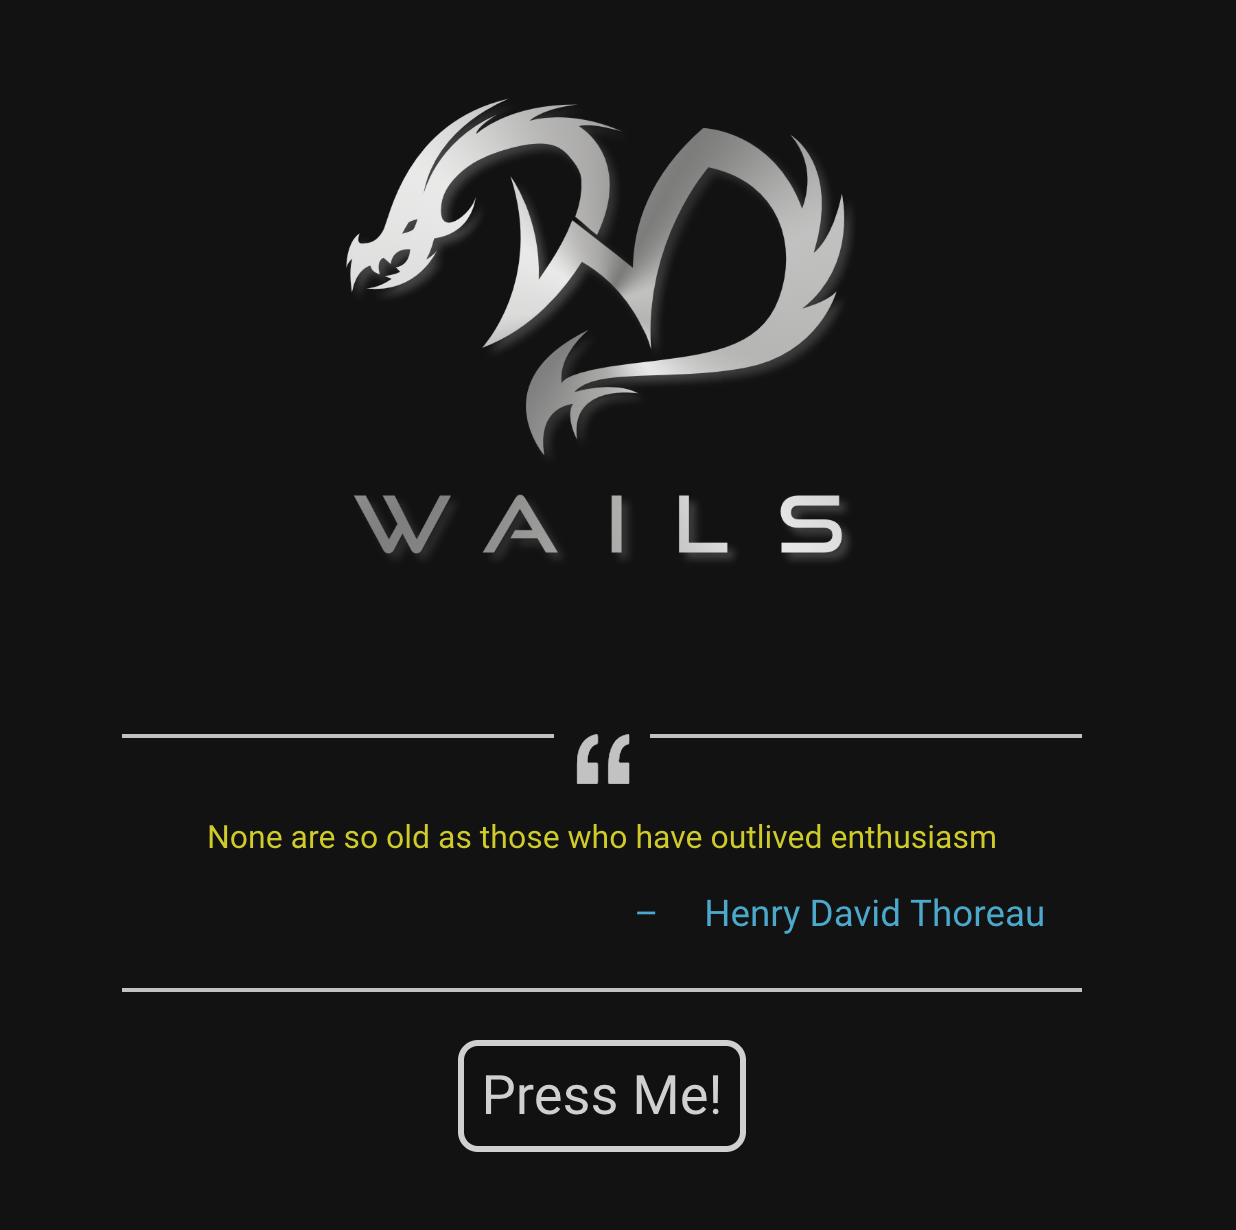 WAILS
“
None are so old as those who have outlived enthusiasm
– Henry David Thoreau
Press Me!